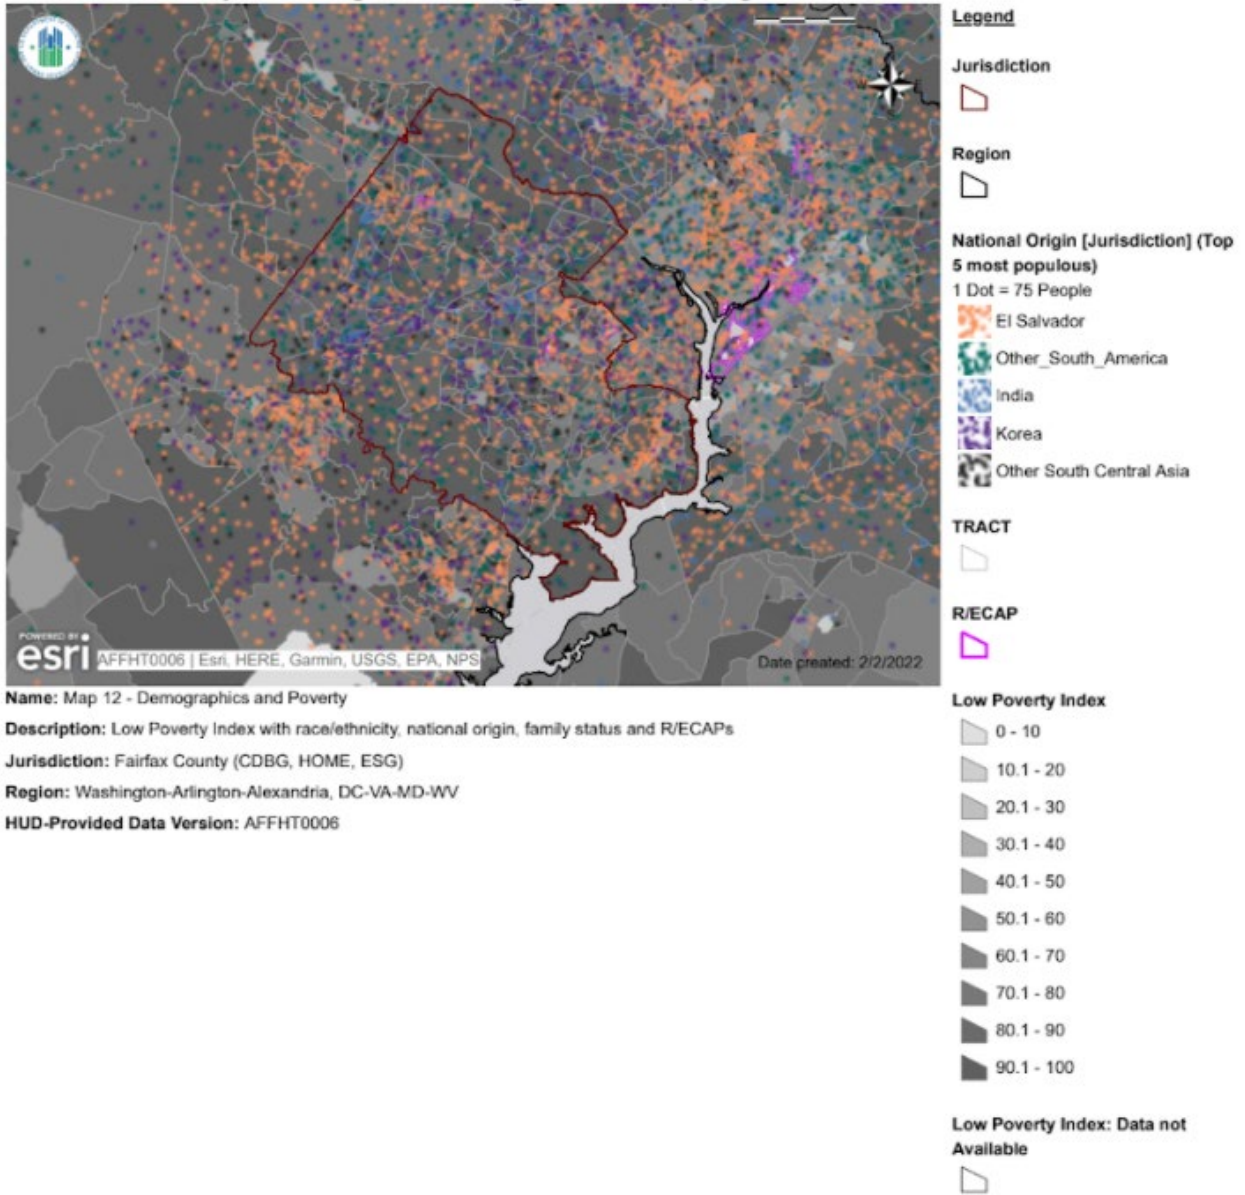 Legend
Jurisdiction
Region
National Origin [Jurisdiction] (Top
5 most populous)
1 Dot = 75 People
El Salvador
Other_South_America
India
Korea
Other South Central Asia
TRACT
R/ECAP
Low Poverty Index
0 - 10
10.1 - 20
20.1 - 30
30.1 - 40
40.1 - 50
50.1 - 60
60.1 - 70
70.1 - 80
80.1 - 90
90.1 - 100
Low Poverty Index: Data not
Available
POWERED BY
esri
AFFHT0006 | Esri, HERE, Garmin, USGS, EPA, NPS
Date created: 2/2/2022
Name: Map 12 - Demographics and Poverty
Description: Low Poverty Index with race/ethnicity, national origin, family status and R/ECAPs
Jurisdiction: Fairfax County (CDBG, HOME, ESG)
Region: Washington-Arlington-Alexandria, DC-VA-MD-WV
HUD-Provided Data Version: AFFHT0006